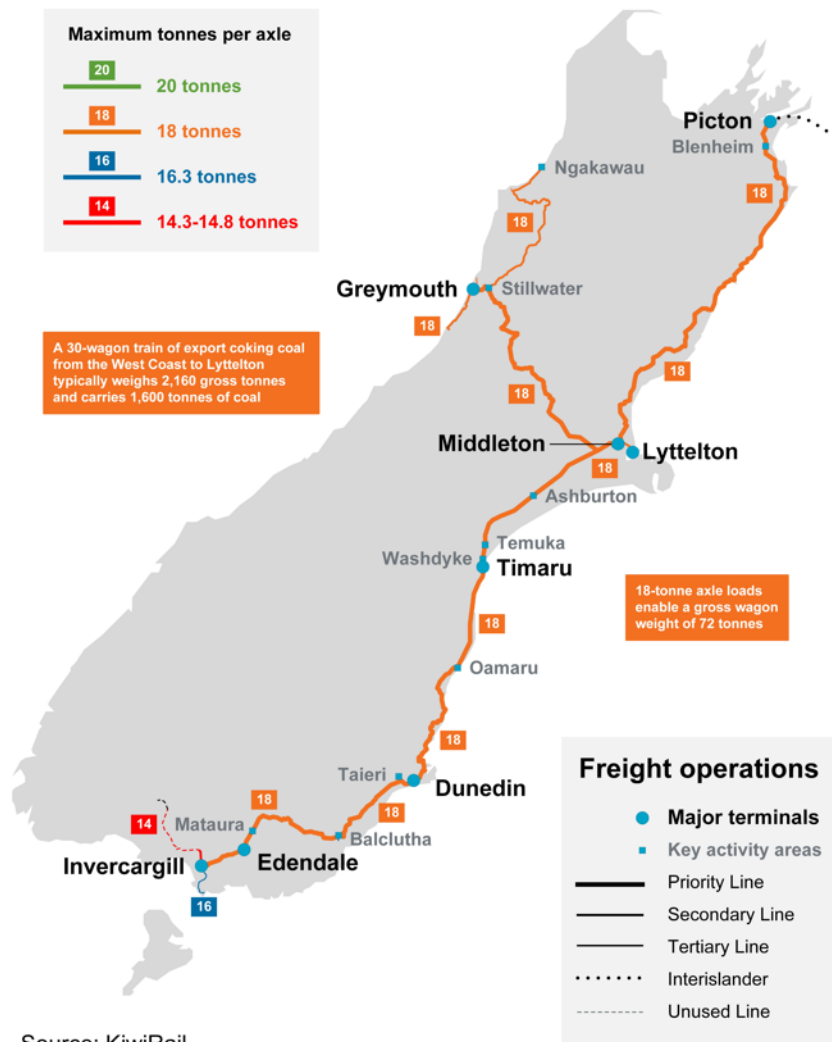 Maximum tonnes per axle
20
20 tonnes
18
18 tonnes
16
16.3 tonnes
14
14.3-14.8 tonnes
Picton
Blenheim
Ngakawau
18
18
Greymouth
Stillwater
18
A 30-wagon train of export coking coal
from the West Coast to Lyttelton
typically weighs 2,160 gross tonnes
and carries 1,600 tonnes of coal
18
18
Middleton
Lyttelton
18
Ashburton
Temuka
Washdyke
Timaru
18-tonne axle loads
enable a gross wagon
weight of 72 tonnes
18
Oamaru
18
Taieri
Dunedin
18
18
Mataura
14
Balclutha
Invercargill
Edendale
16
Freight operations
Major terminals
Key activity areas
Priority Line
Secondary Line
Tertiary Line
Interislander
Unused Line
Source: KiwiRail